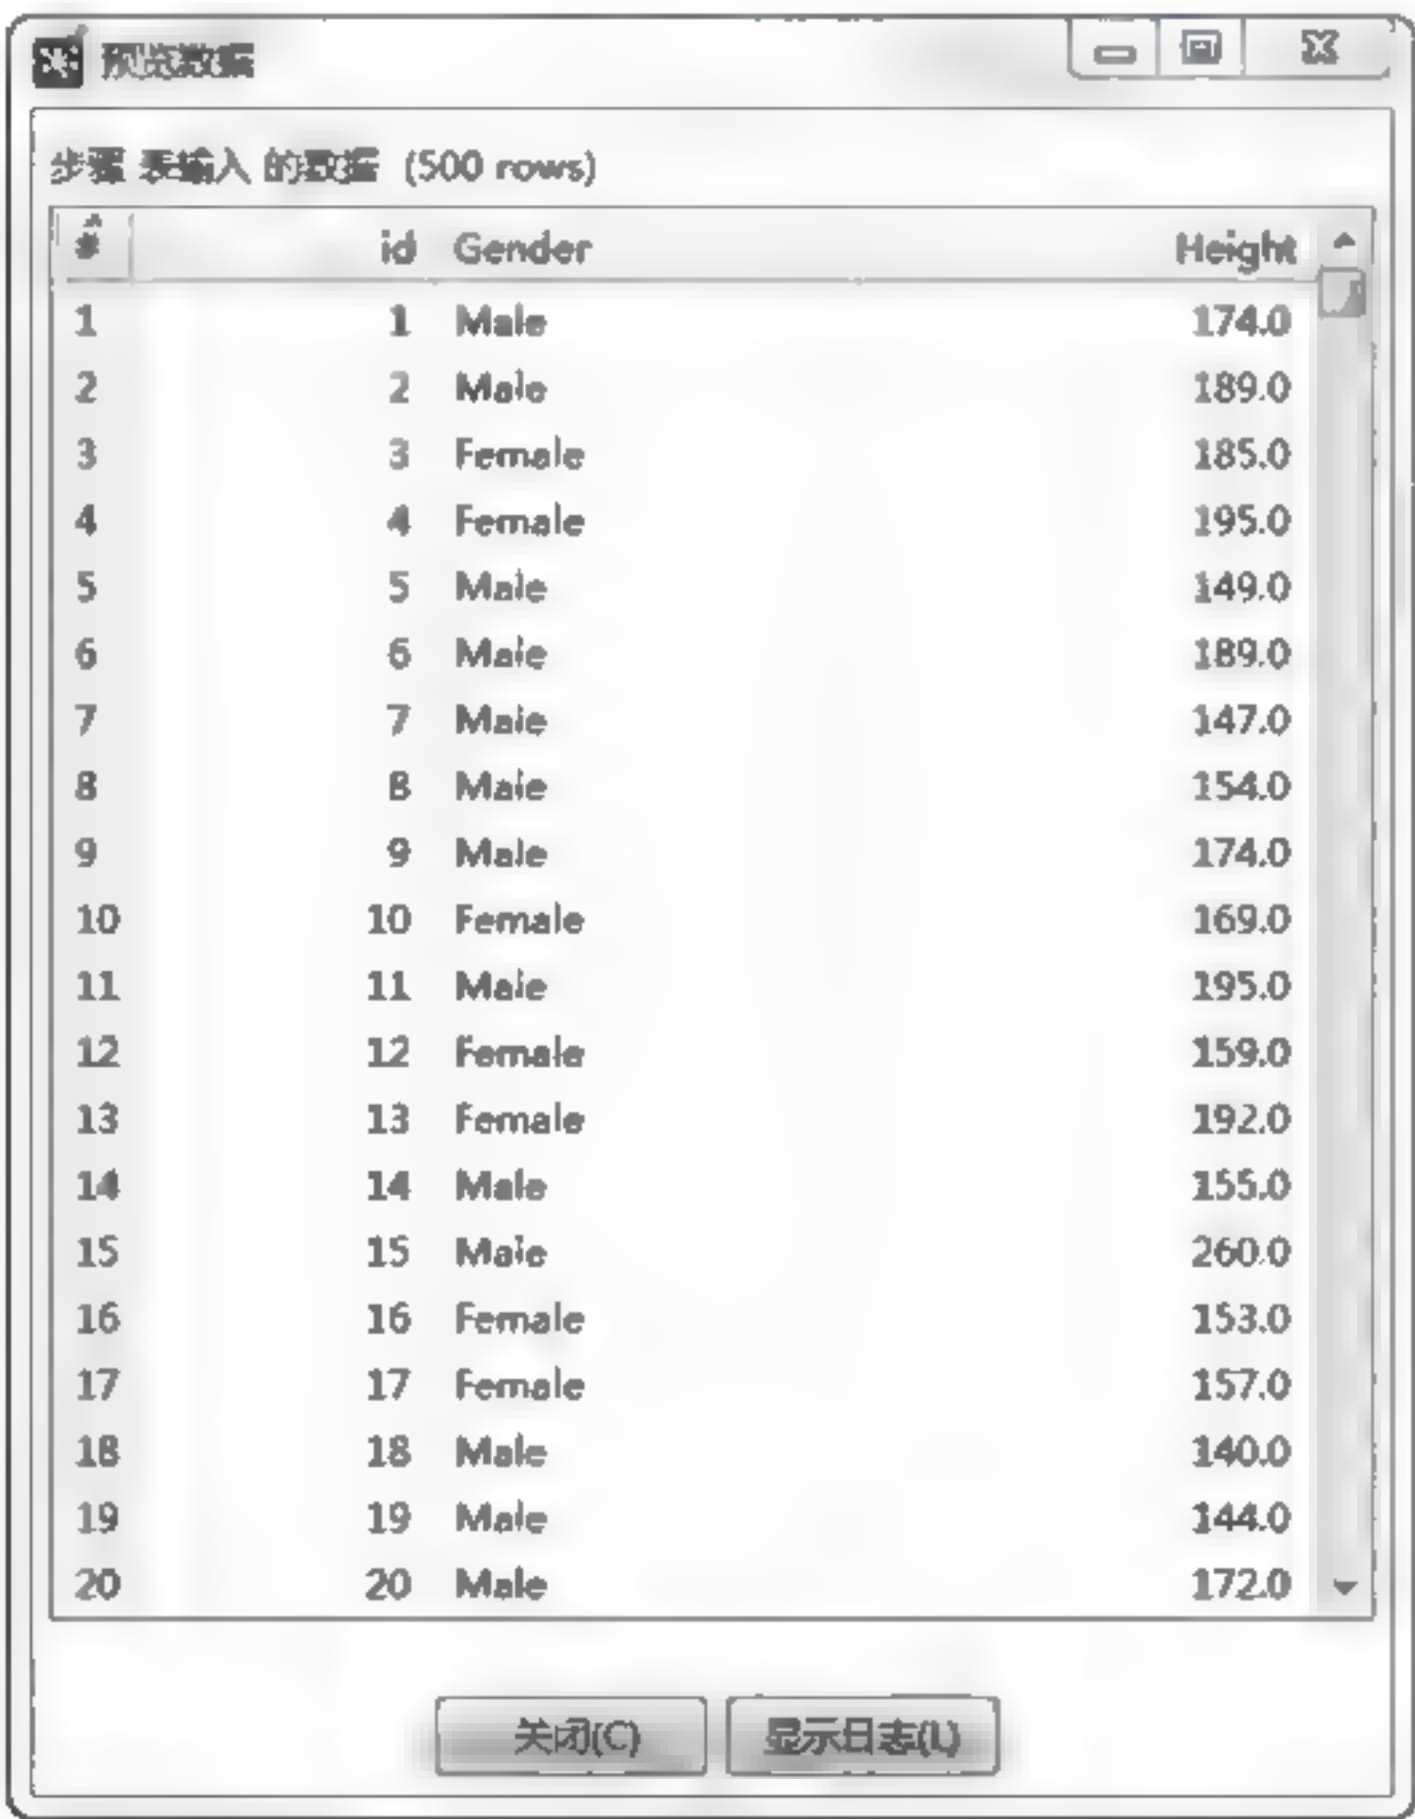 预览数据
步骤 表输入 的数据 (500 rows)
# id Gender Height
1 1 Male 174.0
2 2 Male 189.0
3 3 Female 185.0
4 4 Female 195.0
5 5 Male 149.0
6 6 Male 189.0
7 7 Male 147.0
8 8 Male 154.0
9 9 Male 174.0
10 10 Female 169.0
11 11 Male 195.0
12 12 Female 159.0
13 13 Female 192.0
14 14 Male 155.0
15 15 Male 260.0
16 16 Female 153.0
17 17 Female 157.0
18 18 Male 140.0
19 19 Male 144.0
20 20 Male 172.0
关闭(C) 显示日志(L)